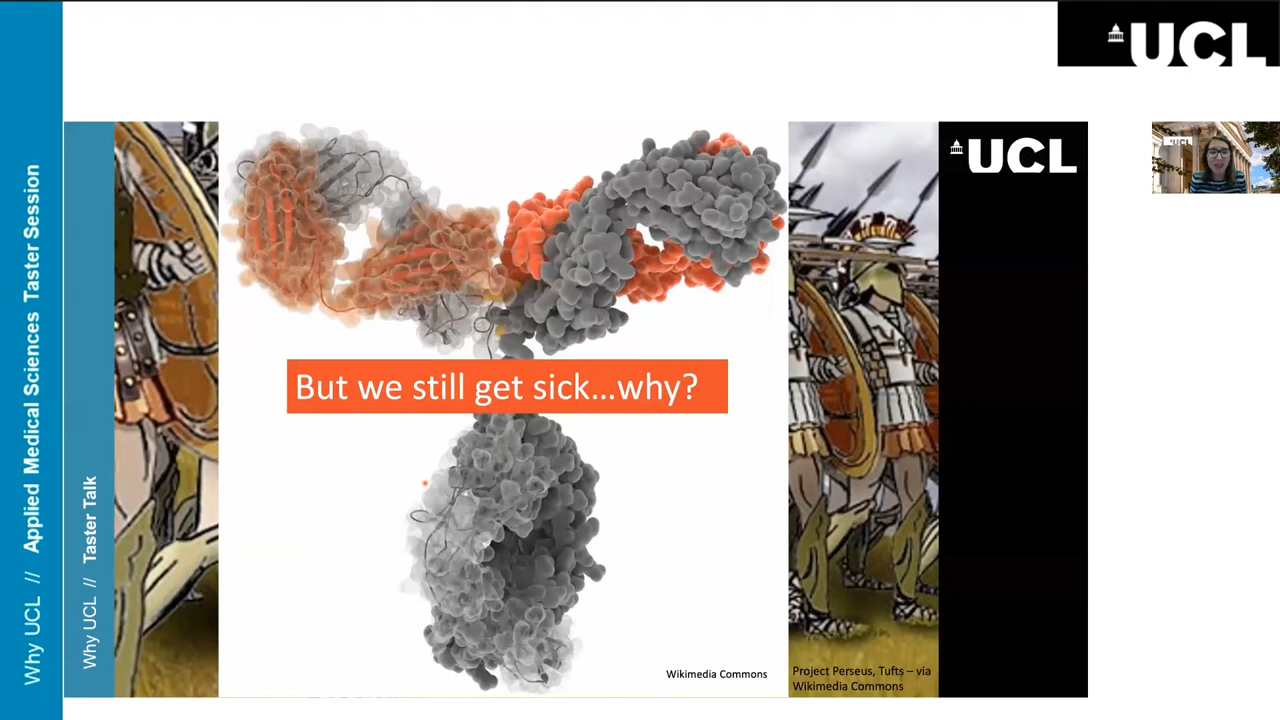 Why UCL // Applied Medical Sciences Taster Session
Why UCL // Taster Talk
UCL
UCL
UCL
But we still get sick...why?
Wikimedia Commons
Project Perseus, Tufts – via
Wikimedia Commons